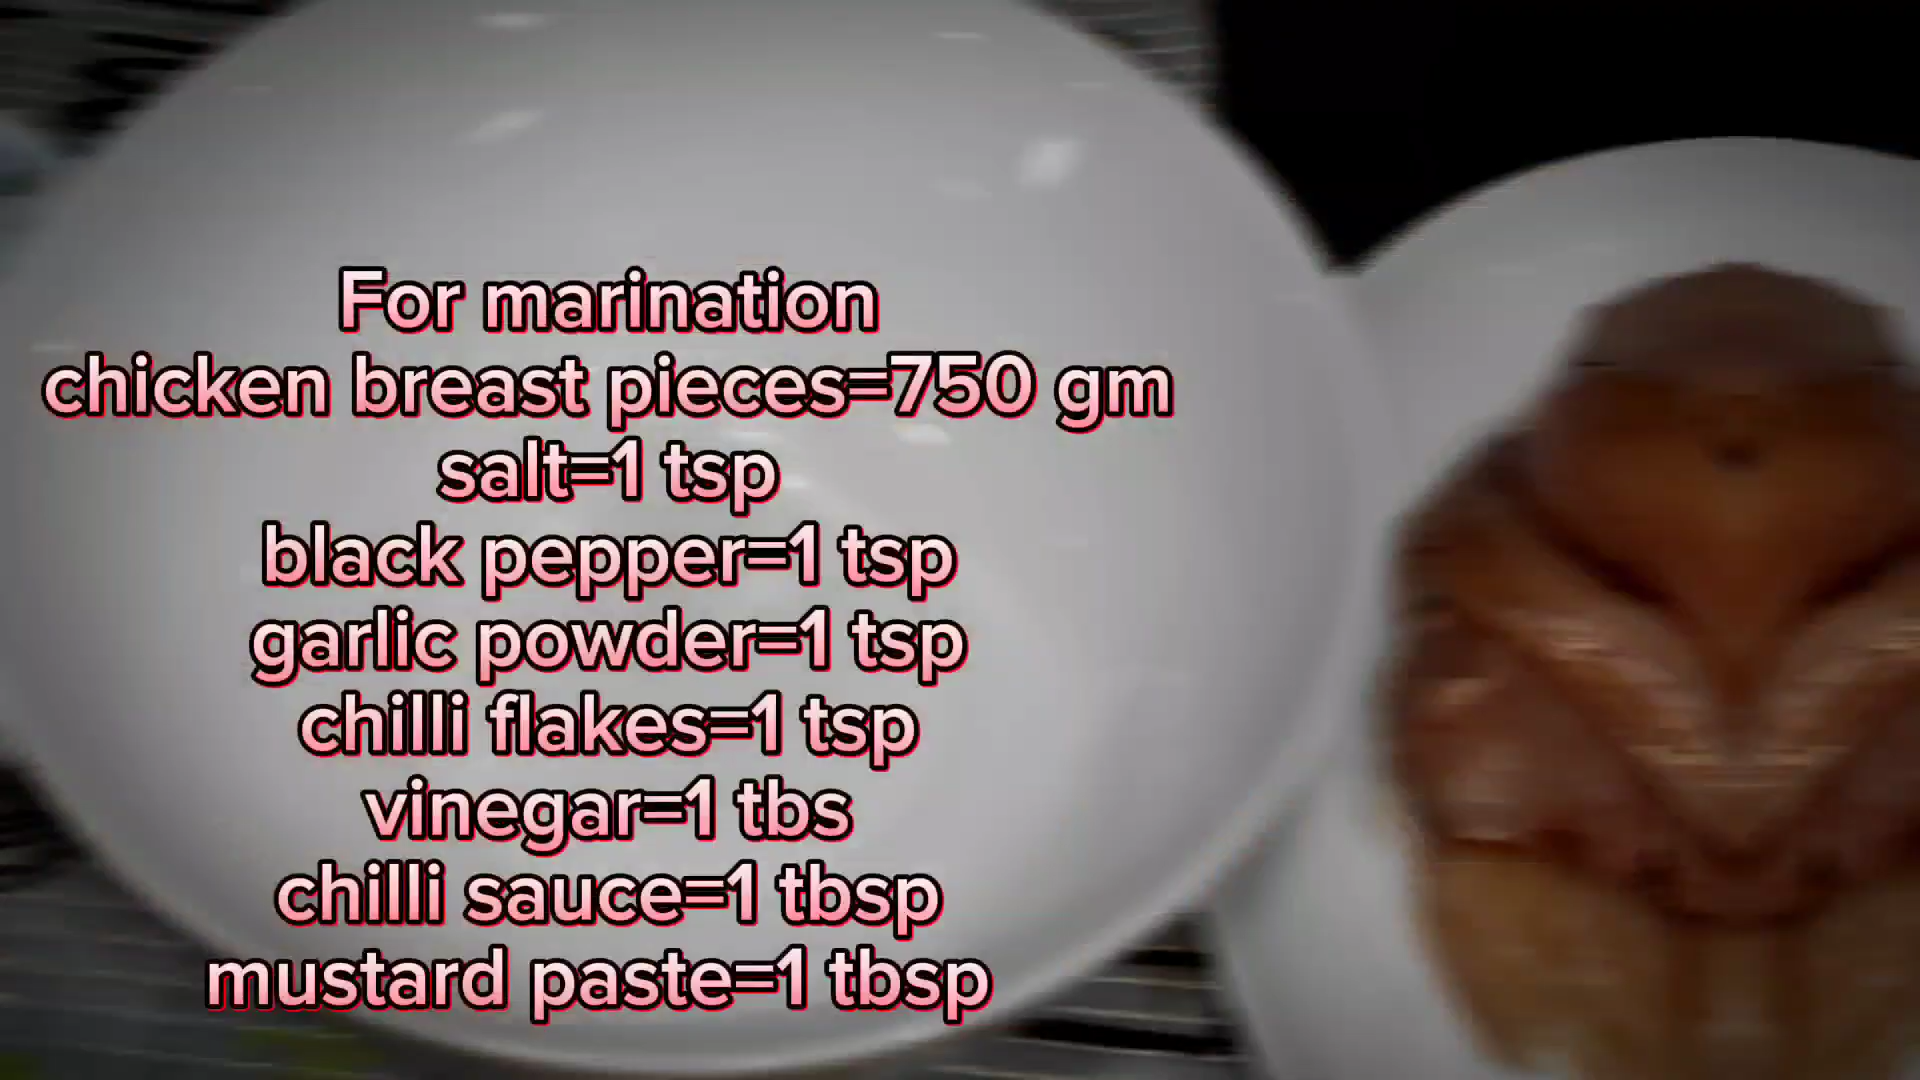 For marination
chicken breast pieces=750 gm
salt=1 tsp
black pepper=1 tsp
garlic powder=1 tsp
chilli flakes=1 tsp
vinegar=1 tbs
chilli sauce=1 tbsp
mustard paste=1 tbsp